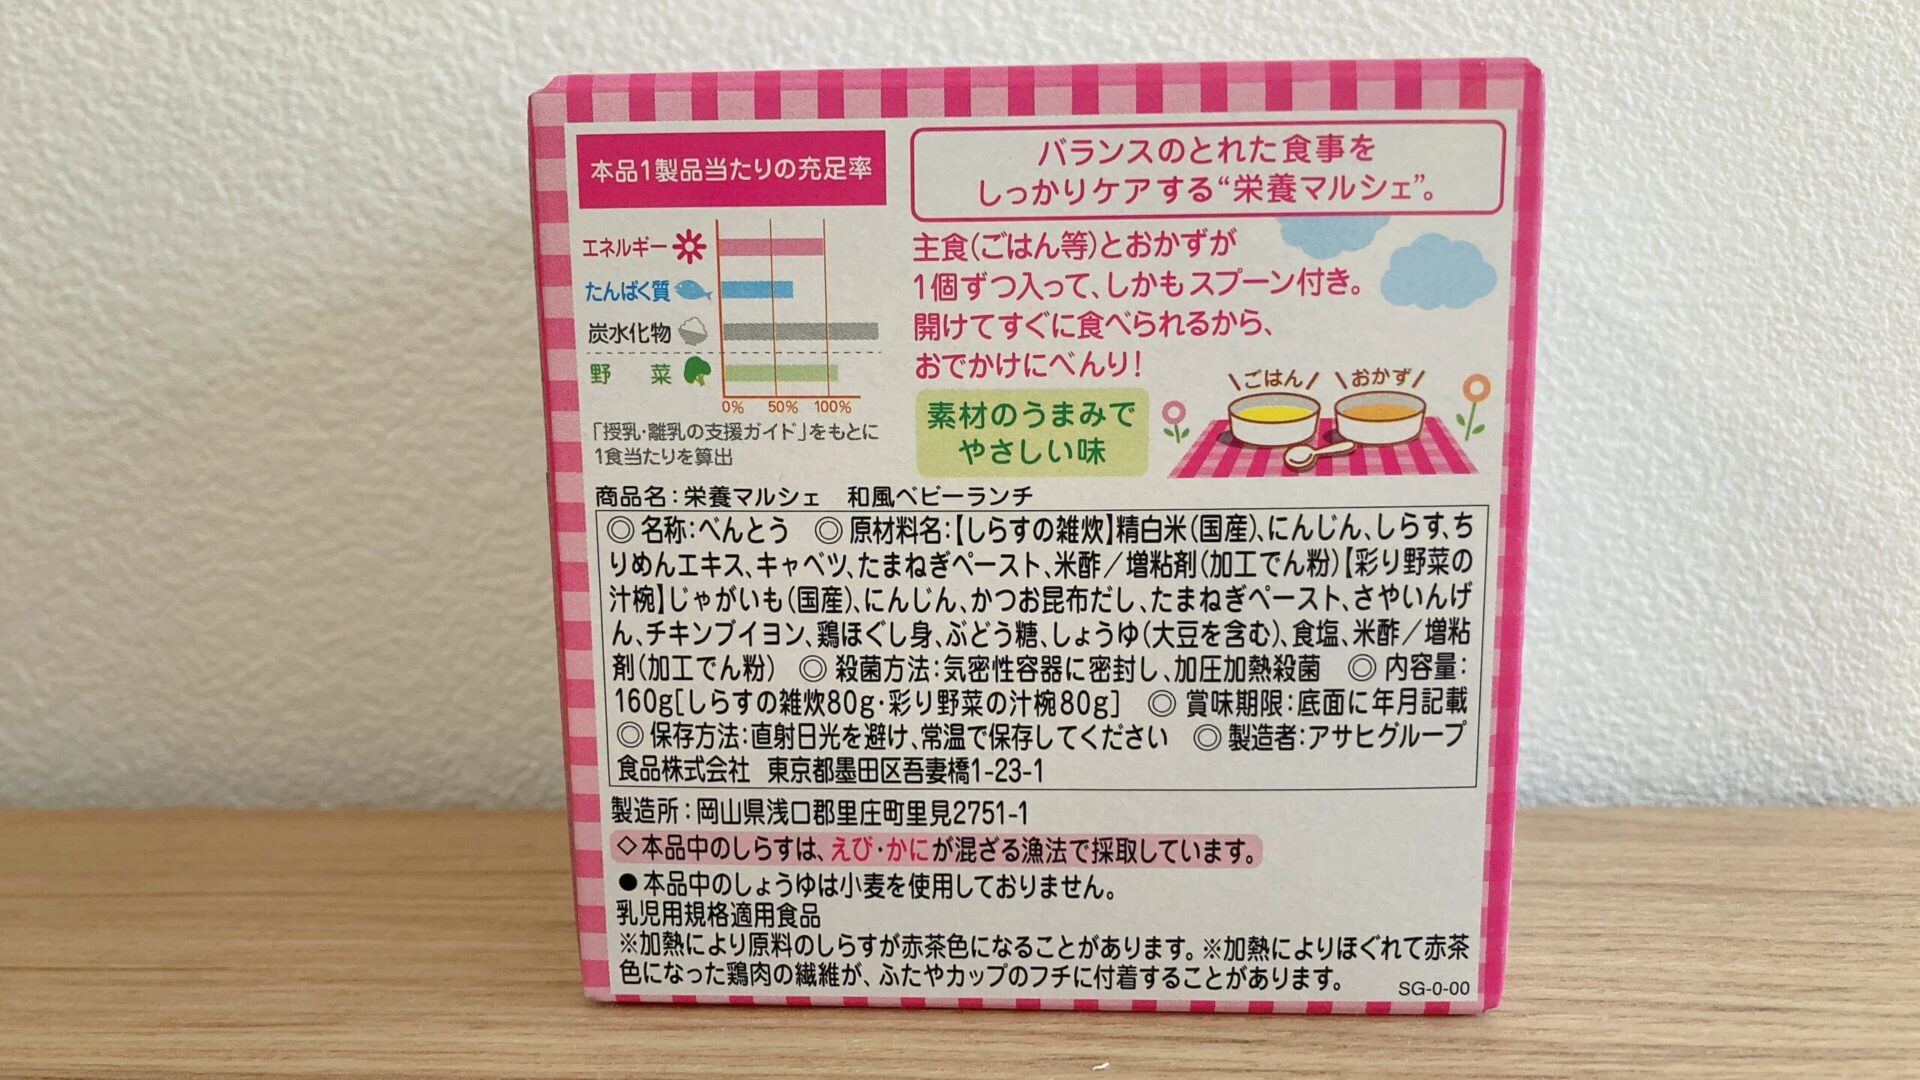 本品1製品当たりの充足率
エネルギー
たんぱく質
炭水化物
野 菜
0% 50% 100%
「授乳・離乳の支援ガイド」をもとに
1食当たりを算出
バランスのとれた食事を
しっかりケアする“栄養マルシェ”。
主食(ごはん等)とおかずが
1個ずつ入って、しかもスプーン付き。
開けてすぐに食べられるから、
おでかけにべんり!
素材のうまみで
やさしい味
\ごはん/ \おかず/
商品名:栄養マルシェ 和風ベビーランチ
◎ 名称:べんとう ◎ 原材料名:【しらすの雑炊】精白米(国産)、にんじん、しらす、ち
りめんエキス、キャベツ、たまねぎペースト、米酢/増粘剤(加工でん粉)【彩り野菜の
汁椀】じゃがいも(国産)、にんじん、かつお昆布だし、たまねぎペースト、さやいんげ
ん、チキンブイヨン、鶏ほぐし身、ぶどう糖、しょうゆ(大豆を含む)、食塩、米酢/増粘
剤(加工でん粉) ◎ 殺菌方法:気密性容器に密封し、加圧加熱殺菌 ◎ 内容量:
160g[しらすの雑炊80g・彩り野菜の汁椀80g] ◎ 賞味期限:底面に年月記載
◎ 保存方法:直射日光を避け、常温で保存してください ◎ 製造者:アサヒグループ
食品株式会社 東京都墨田区吾妻橋1-23-1
製造所:岡山県浅口郡里庄町里見2751-1
◇本品中のしらすは、えび・かにが混ざる漁法で採取しています。
●本品中のしょうゆは小麦を使用しておりません。
乳児用規格適用食品
※加熱により原料のしらすが赤茶色になることがあります。※加熱によりほぐれて赤茶
色になった鶏肉の繊維が、ふたやカップのフチに付着することがあります。
SG-0-00